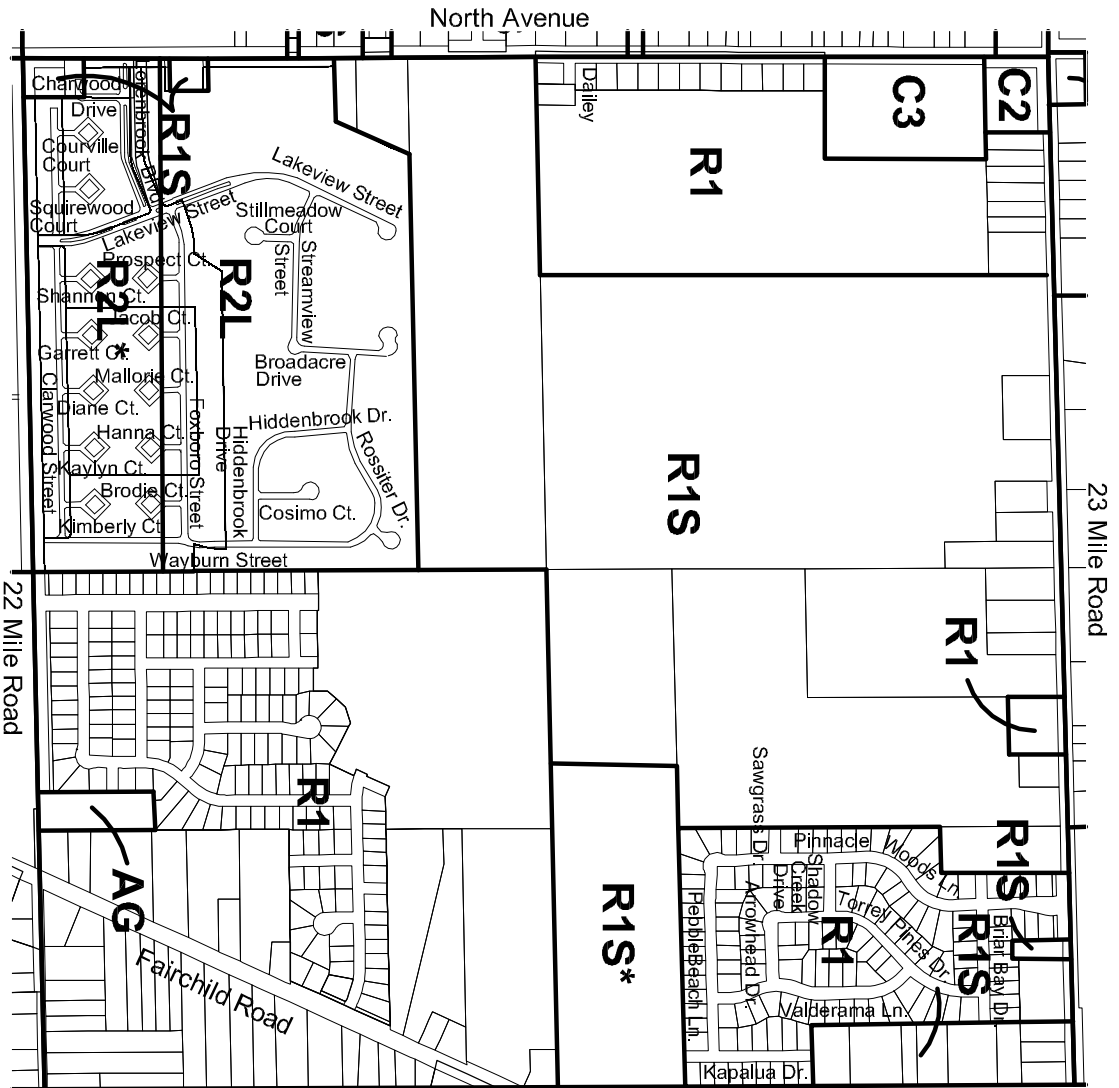 North Avenue
Charwood
Drive
Courville
Court
Squirewood
Court
R1S
Lakeview Street
Lakeview Street
Stillmeadow
Court
Streamview
Street
Prospect Ct.
Shannon Ct.
R2L *
R2L
Jacob Ct.
Garrett Ct.
Mallorie Ct.
Diane Ct.
Hanna Ct.
Kaylyn Ct.
Brodie Ct.
Kimberly Ct.
Clarwood Street
Foxboro Street
Broadacre
Drive
Hiddenbrook Dr.
Hiddenbrook
Drive
Rossiter Dr.
Cosimo Ct.
Wayburn Street
Dailey
R1
C3
C2
R1S
23 Mile Road
22 Mile Road
R1
R1
AG
Fairchild Road
R1S*
Sawgrass Dr.
Pinnacle
Woods Ln.
Shadow
Creek
Drive
Arrowhead Dr.
PebbleBeach Ln.
Torrey Pines Dr.
R1
R1S
R1S
Briar Bay Dr.
Valderama Ln.
Kapalua Dr.